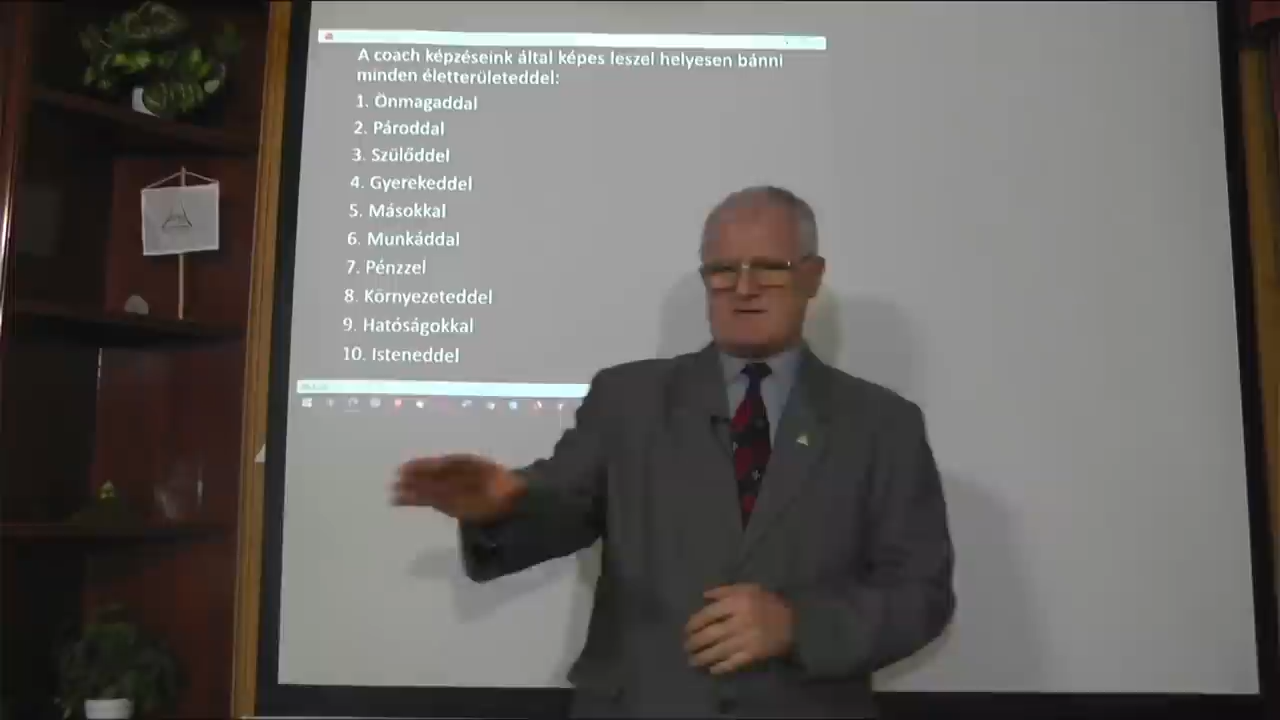 A coach képzéseink által képes leszel helyesen bánni
minden életterületeddel:
1. Önmagaddal
2. Pároddal
3. Szülőddel
4. Gyerekeddel
5. Másokkal
6. Munkáddal
7. Pénzzel
8. Környezeteddel
9. Hatóságokkal
10. Isteneddel